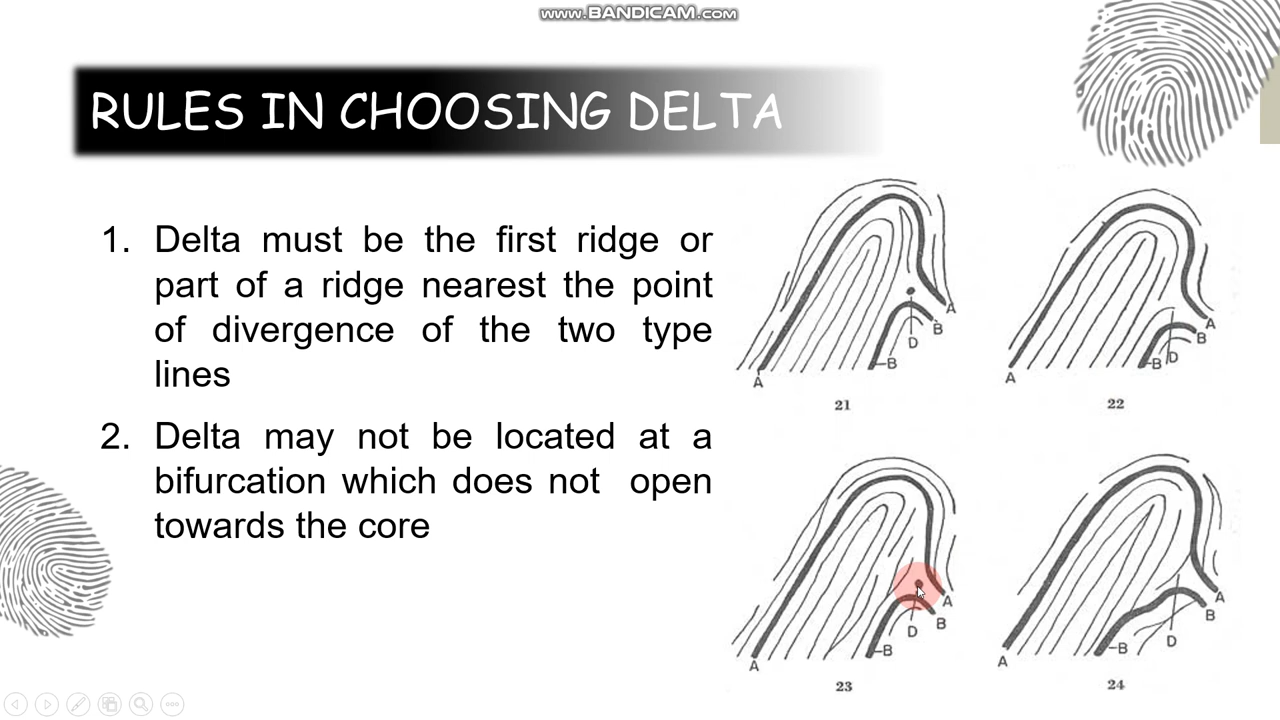 www.BANDICAM.com
RULES IN CHOOSING DELTA
1. Delta must be the first ridge or
part of a ridge nearest the point
of divergence of the two type
lines
2. Delta may not be located at a
bifurcation which does not open
towards the core
A
B
D
B
A
21
A
B
B
D
A
22
A
B
D
B
A
23
A
B
D
B
A
24